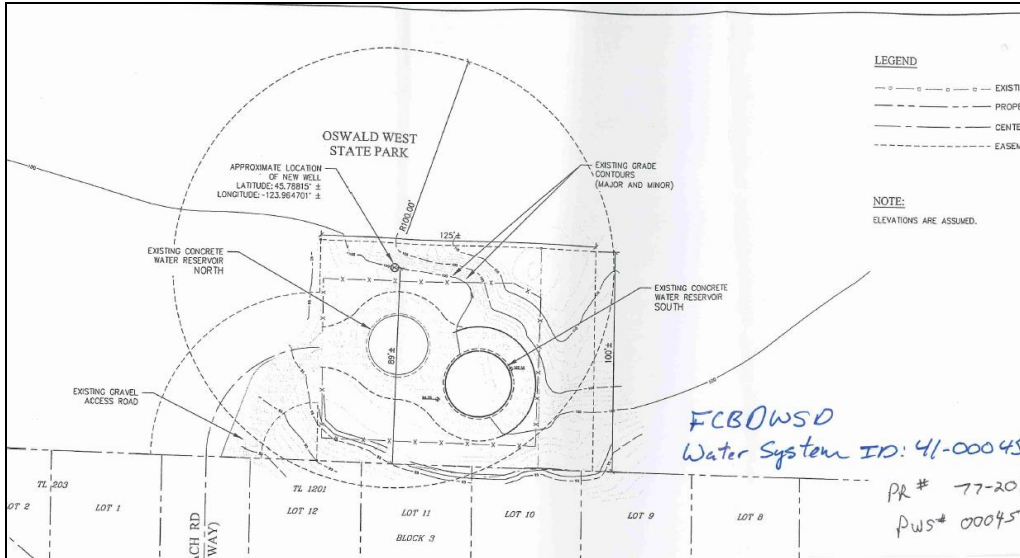 LEGEND
EXISTI
PROPE
CENTE
EASEM
NOTE:
ELEVATIONS ARE ASSUMED.
OSWALD WEST
STATE PARK
APPROXIMATE LOCATION
OF NEW WELL
LATITUDE: 45.78815° ±
LONGITUDE: -123.964701° ±
R100.00'
EXISTING GRADE
CONTOURS
(MAJOR AND MINOR)
125'±
EXISTING CONCRETE
WATER RESERVOIR
NORTH
EXISTING CONCRETE
WATER RESERVOIR
SOUTH
89'±
100'±
EXISTING GRAVEL
ACCESS ROAD
FCBDWSD
Water System ID: 41-00045
PR # 77-20
PWS# 00045
TL 203
TL 1201
OT 2
LOT 1
LOT 12
LOT 11
LOT 10
LOT 9
LOT 8
BLOCK 3
ACH RD
WAY)